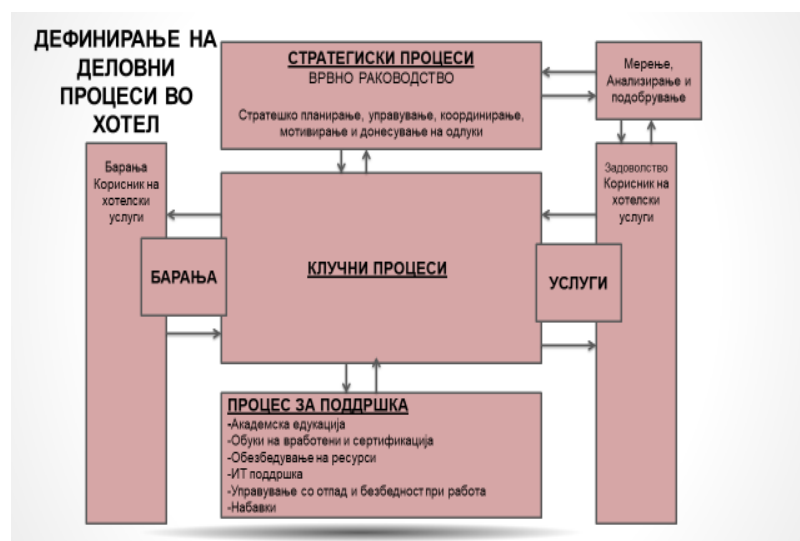 ДЕФИНИРАЊЕ НА
ДЕЛОВНИ
ПРОЦЕСИ ВО
ХОТЕЛ
СТРАТЕГИСКИ ПРОЦЕСИ
ВРВНО РАКОВОДСТВО
Стратешко планирање, управување, координирање,
мотивирање и донесување на одлуки
Мерење,
Анализирање и
подобрување
Барања
Корисник на
хотелски
услуги
БАРАЊА
КЛУЧНИ ПРОЦЕСИ
Задоволство
Корисник на
хотелски
услуги
УСЛУГИ
ПРОЦЕС ЗА ПОДДРШКА
-Академска едукација
-Обуки на вработени и сертификација
-Обезбедување на ресурси
-ИТ поддршка
-Управување со отпад и безбедност при работа
-Набавки